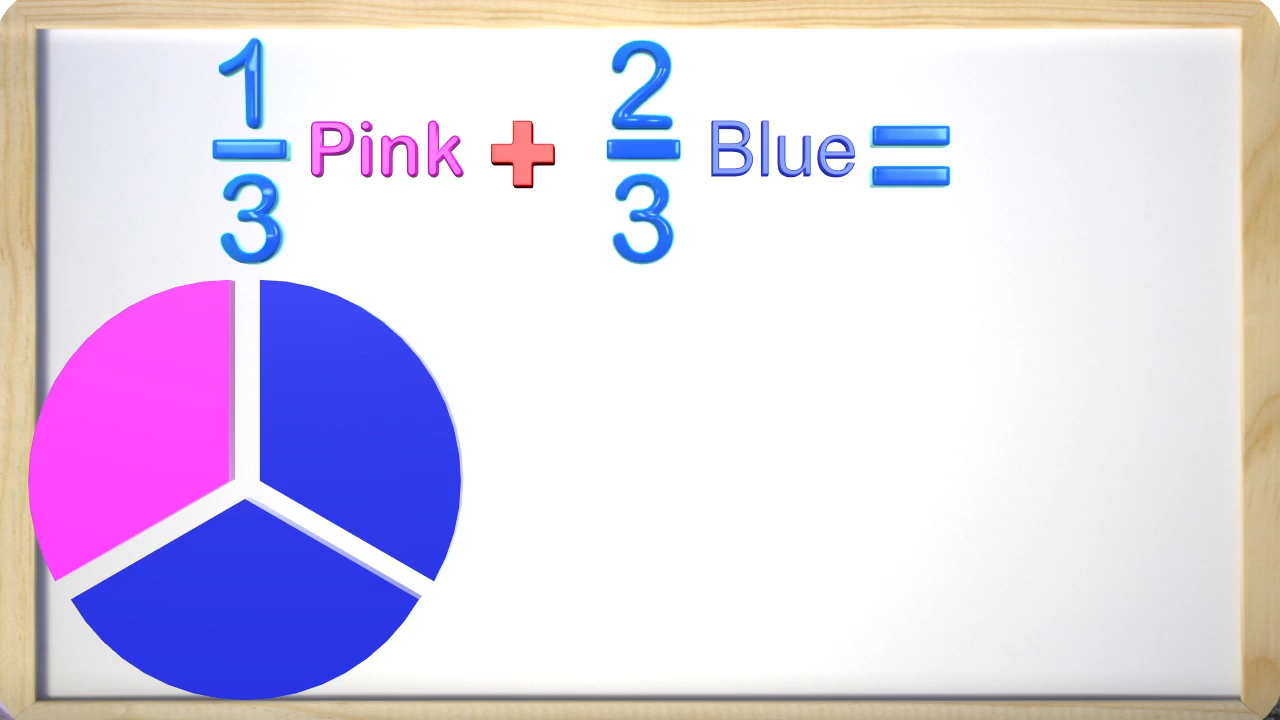 1/3 Pink + 2/3 Blue =